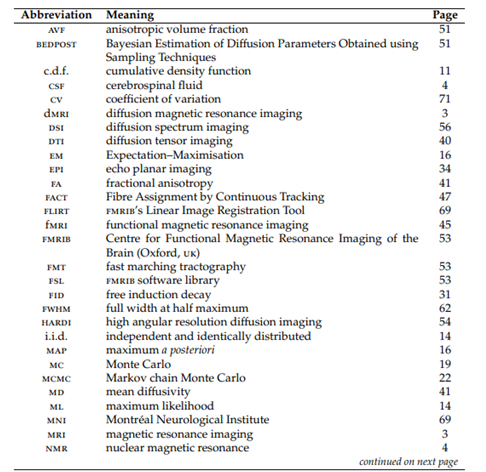 Abbreviation Meaning Page
AVF anisotropic volume fraction 51
BEDPOST Bayesian Estimation of Diffusion Parameters Obtained using 51
Sampling Techniques
c.d.f. cumulative density function 11
CSF cerebrospinal fluid 4
CV coefficient of variation 71
dMRI diffusion magnetic resonance imaging 3
DSI diffusion spectrum imaging 56
DTI diffusion tensor imaging 40
EM Expectation–Maximisation 16
EPI echo planar imaging 34
FA fractional anisotropy 41
FACT Fibre Assignment by Continuous Tracking 47
FLIRT FMRIB's Linear Image Registration Tool 69
fMRI functional magnetic resonance imaging 45
FMRIB Centre for Functional Magnetic Resonance Imaging of the 53
Brain (Oxford, UK)
FMT fast marching tractography 53
FSL FMRIB software library 53
FID free induction decay 31
FWHM full width at half maximum 62
HARDI high angular resolution diffusion imaging 54
i.i.d. independent and identically distributed 14
MAP maximum a posteriori 16
MC Monte Carlo 19
MCMC Markov chain Monte Carlo 22
MD mean diffusivity 41
ML maximum likelihood 14
MNI Montréal Neurological Institute 69
MRI magnetic resonance imaging 3
NMR nuclear magnetic resonance 4
continued on next page